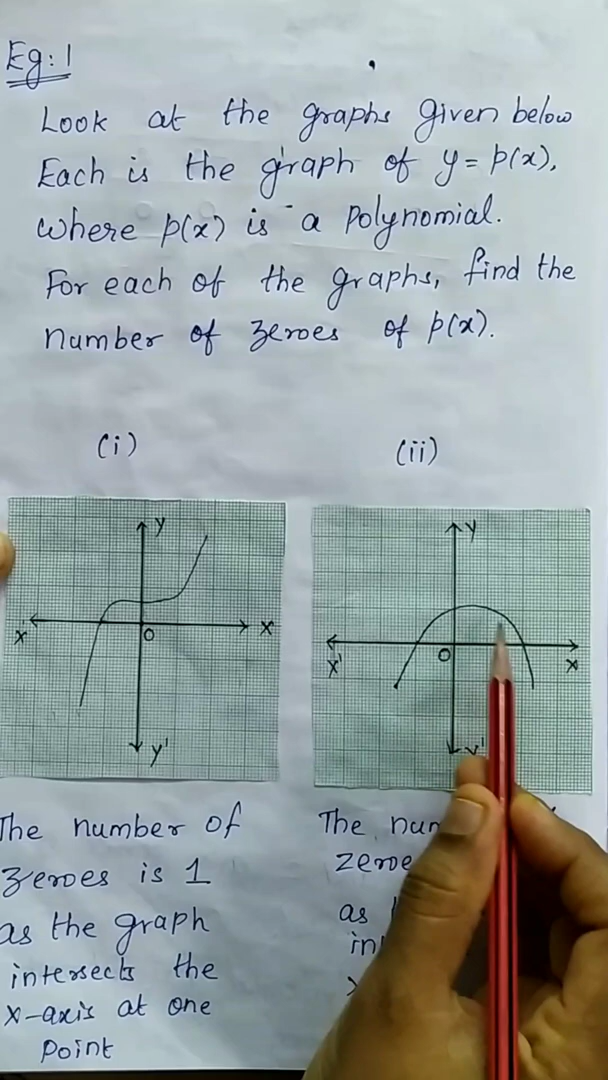 Eg:1
Look at the graphs given below
Each is the graph of y = p(x),
where p(x) is a polynomial.
For each of the graphs, find the
number of zeroes of p(x).
(i)
(ii)
Y
X' O X
Y'
Y
X' O X
The number of
zeroes is 1
as the graph
intersects the
x-axis at one
point
The
as